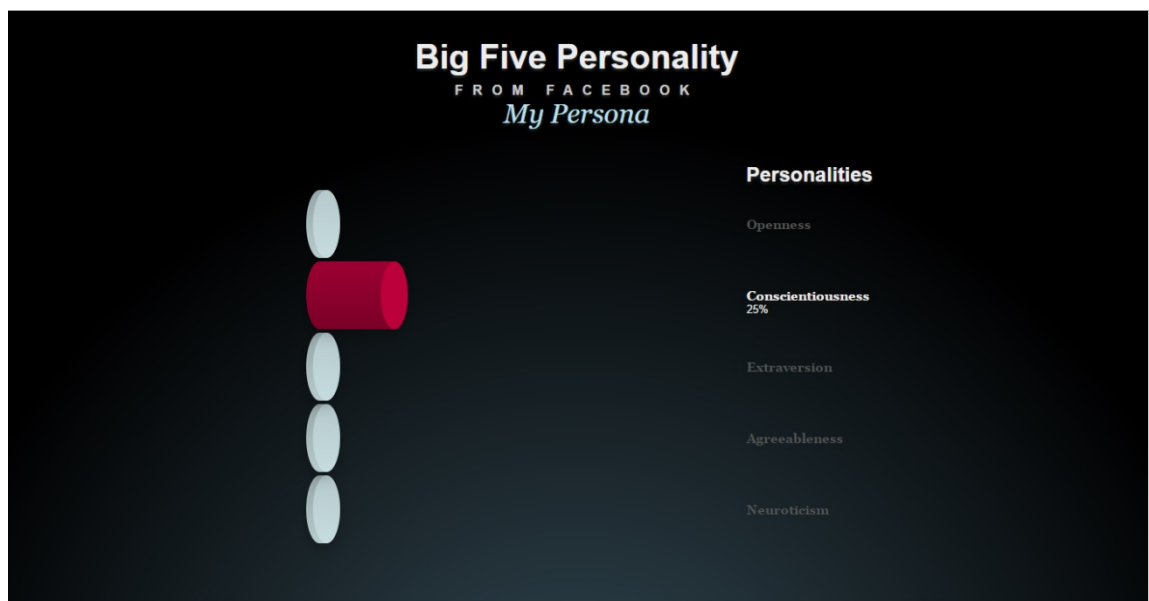 Big Five Personality
FROM FACEBOOK
My Persona
Personalities
Openness
Conscientiousness
25%
Extraversion
Agreeableness
Neuroticism